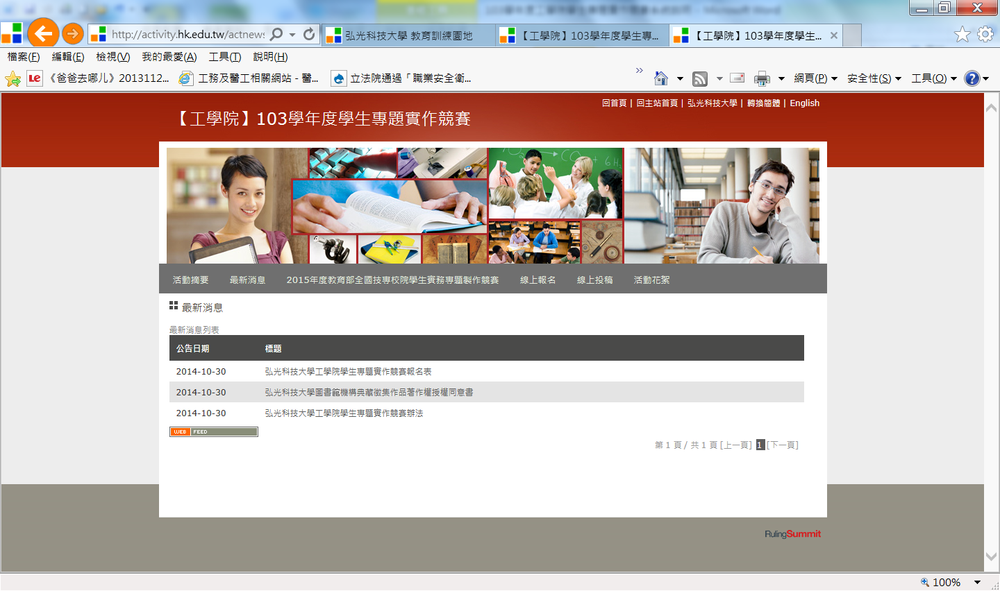 http://activity.hk.edu.tw/actnews
弘光科技大學 教育訓練園地
【工學院】103學年度學生專...
【工學院】103學年度學生...
檔案(F) 編輯(E) 檢視(V) 我的最愛(A) 工具(T) 說明(H)
Le 《爸爸去哪儿》2013112... 工務及醫工相關網站 - 醫... 立法院通過「職業安全衛...
網頁(P) 安全性(S) 工具(O)
回首頁 | 回主站首頁 | 弘光科技大學 | 轉換簡體 | English
【工學院】103學年度學生專題實作競賽
活動摘要 最新消息 2015年度教育部全國技專校院學生實務專題製作競賽 線上報名 線上投稿 活動花絮
最新消息
最新消息列表
公告日期 標題
2014-10-30 弘光科技大學工學院學生專題實作競賽報名表
2014-10-30 弘光科技大學圖書館機構典藏徵集作品著作權授權同意書
2014-10-30 弘光科技大學工學院學生專題實作競賽辦法
WEB FEED
第 1 頁 / 共 1 頁 [上一頁] 1 [下一頁]
RulingSummit
100%